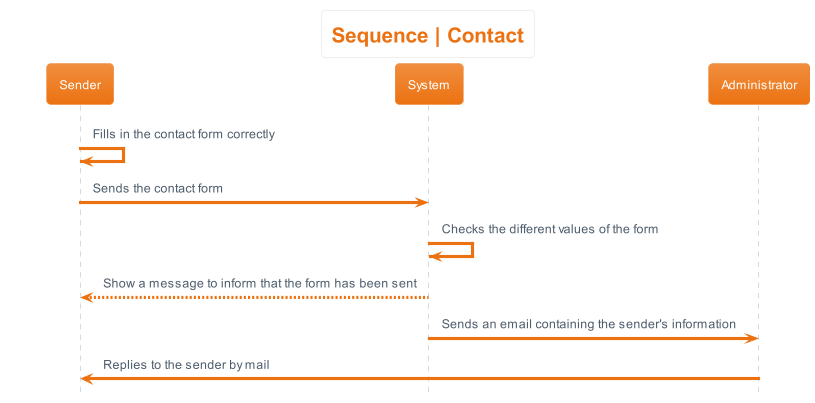 Sequence | Contact
Sender
System
Administrator
Fills in the contact form correctly
Sends the contact form
Checks the different values of the form
Show a message to inform that the form has been sent
Sends an email containing the sender's information
Replies to the sender by mail